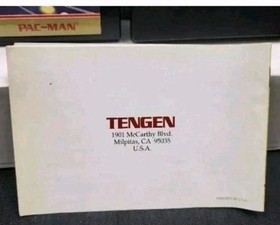 PAC-MAN
TENGEN
1901 McCarthy Blvd.
Milpitas, CA 95035
U.S.A.